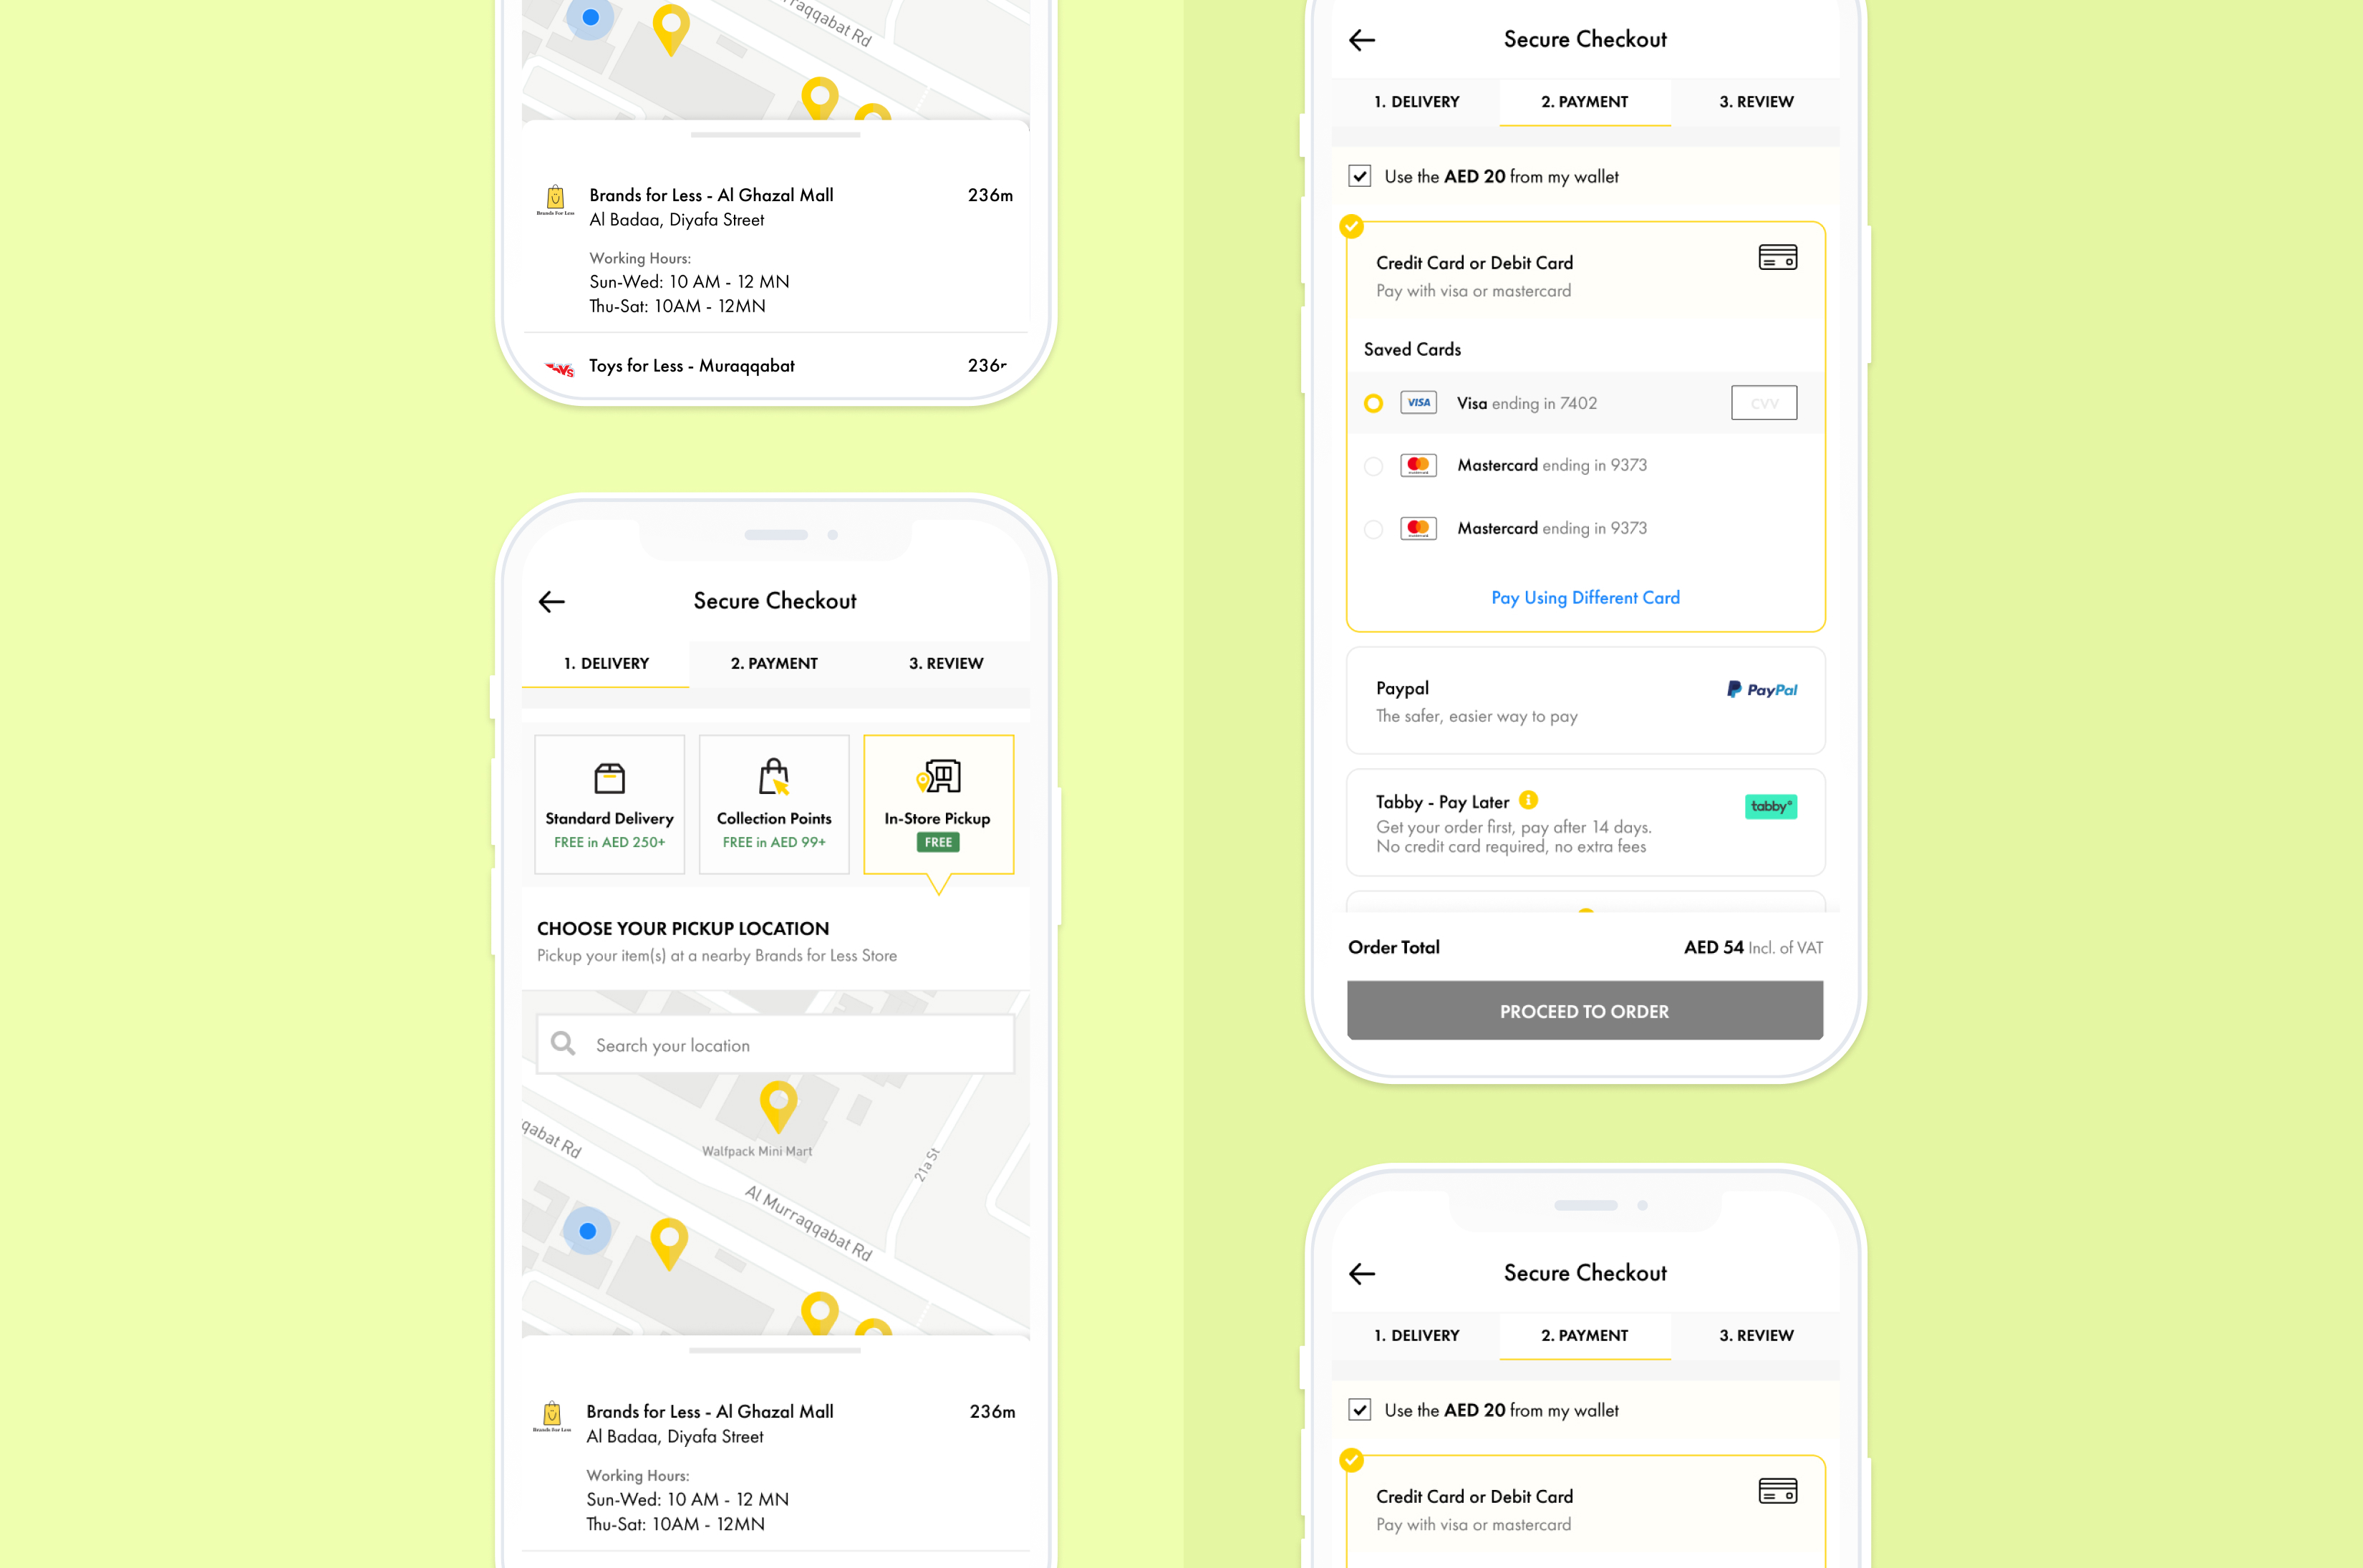 Al Murraqqabat Rd
Brands For Less
Brands for Less - Al Ghazal Mall
236m
Al Badaa, Diyafa Street
Working Hours:
Sun-Wed: 10 AM - 12 MN
Thu-Sat: 10AM - 12MN
Toys for Less - Muraqqabat
Secure Checkout
1. DELIVERY
2. PAYMENT
3. REVIEW
Standard Delivery
FREE in AED 250+
Collection Points
FREE in AED 99+
In-Store Pickup
FREE
CHOOSE YOUR PICKUP LOCATION
Pickup your item(s) at a nearby Brands for Less Store
Search your location
Walfpack Mini Mart
qabat Rd
21a St
Al Murraqqabat Rd
Brands For Less
Brands for Less - Al Ghazal Mall
236m
Al Badaa, Diyafa Street
Working Hours:
Sun-Wed: 10 AM - 12 MN
Thu-Sat: 10AM - 12MN
Secure Checkout
1. DELIVERY
2. PAYMENT
3. REVIEW
Use the AED 20 from my wallet
Credit Card or Debit Card
Pay with visa or mastercard
Saved Cards
VISA
Visa ending in 7402
CVV
mastercard
Mastercard ending in 9373
mastercard
Mastercard ending in 9373
Pay Using Different Card
Paypal
PayPal
The safer, easier way to pay
Tabby - Pay Later
tabby
Get your order first, pay after 14 days.
No credit card required, no extra fees
Order Total
AED 54 Incl. of VAT
PROCEED TO ORDER
Secure Checkout
1. DELIVERY
2. PAYMENT
3. REVIEW
Use the AED 20 from my wallet
Credit Card or Debit Card
Pay with visa or mastercard